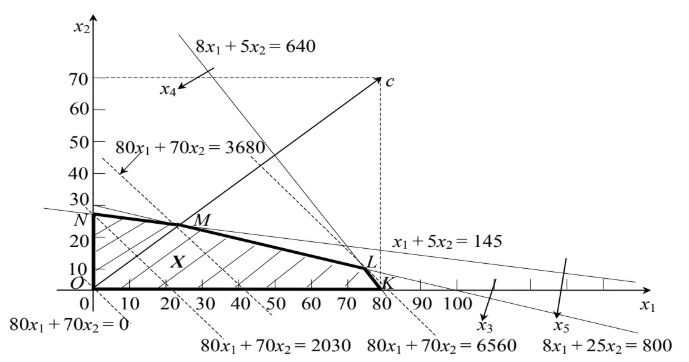 x₂
8x₁ + 5x₂ = 640
70
c
x₄
60
50
80x₁ + 70x₂ = 3680
40
30
N
M
20
x₁ + 5x₂ = 145
X
L
10
O
K
0 10 20 30 40 50 60 70 80 90 100
x₁
80x₁ + 70x₂ = 0
x₃
x₅
80x₁ + 70x₂ = 2030
80x₁ + 70x₂ = 6560
8x₁ + 25x₂ = 800